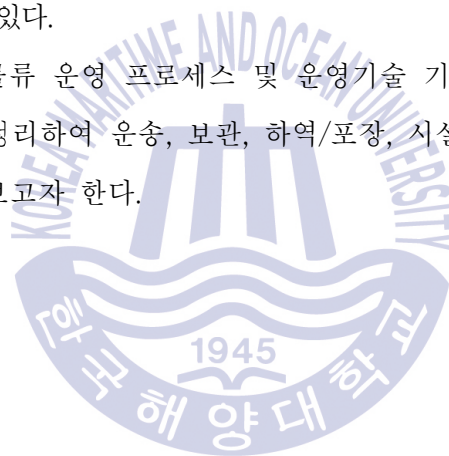 있다.
물류 운영 프로세스 및 운영기술 기
정리하여 운송, 보관, 하역/포장, 시설
보고자 한다.
KOREA MARITIME AND OCEAN UNIVERSITY
1945
한국해양대학교